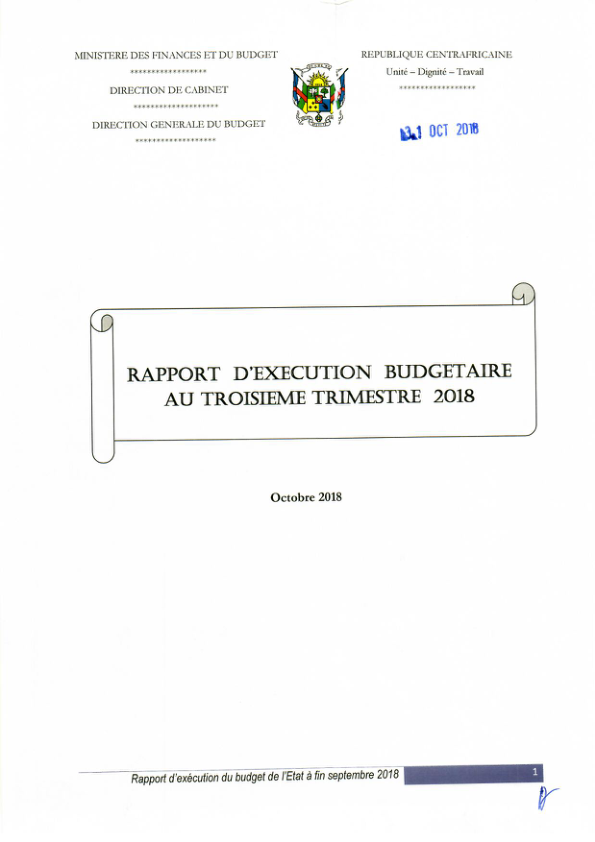 MINISTERE DES FINANCES ET DU BUDGET
******************
DIRECTION DE CABINET
********************
DIRECTION GENERALE DU BUDGET
*******************
REPUBLIQUE CENTRAFRICAINE
Unité – Dignité – Travail
******************
31 OCT 2018
RAPPORT D'EXECUTION BUDGETAIRE
AU TROISIEME TRIMESTRE 2018
Octobre 2018
Rapport d'exécution du budget de l'Etat à fin septembre 2018
1